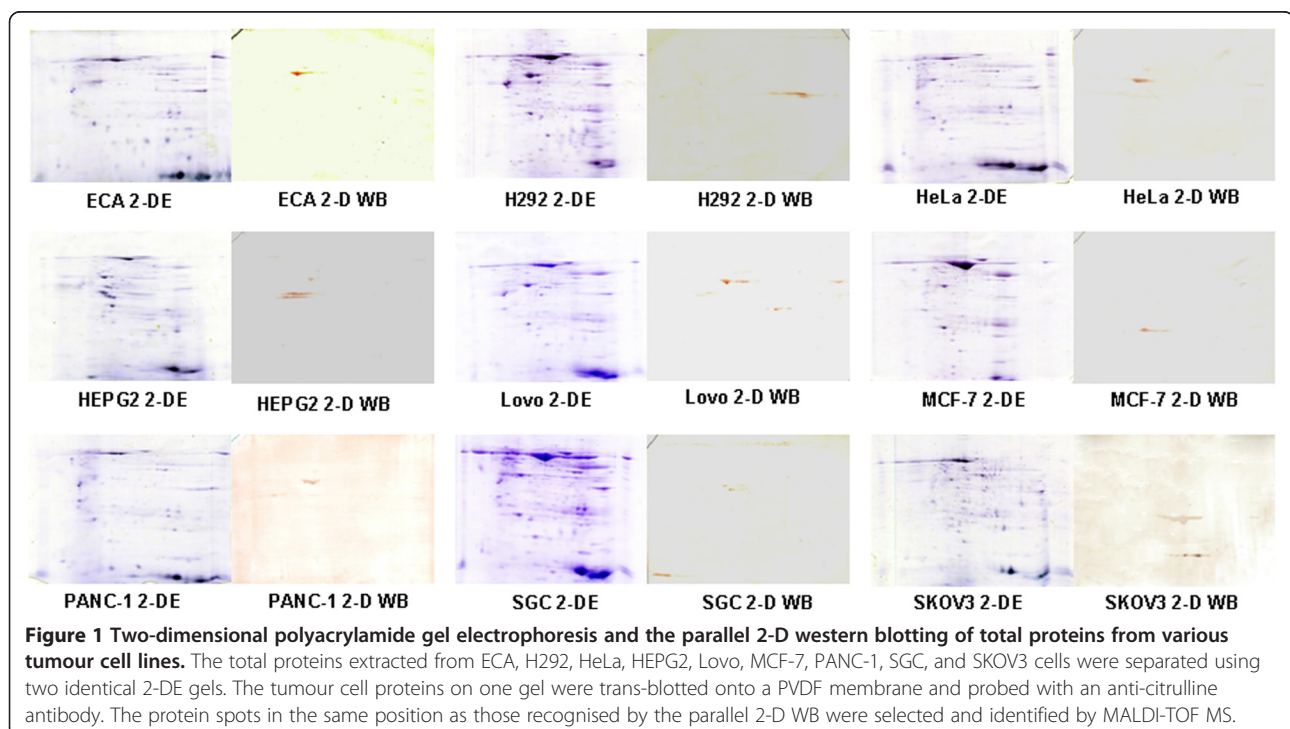 ECA 2-DE
ECA 2-D WB
H292 2-DE
H292 2-D WB
HeLa 2-DE
HeLa 2-D WB
HEPG2 2-DE
HEPG2 2-D WB
Lovo 2-DE
Lovo 2-D WB
MCF-7 2-DE
MCF-7 2-D WB
PANC-1 2-DE
PANC-1 2-D WB
SGC 2-DE
SGC 2-D WB
SKOV3 2-DE
SKOV3 2-D WB
Figure 1 Two-dimensional polyacrylamide gel electrophoresis and the parallel 2-D western blotting of total proteins from various
tumour cell lines. The total proteins extracted from ECA, H292, HeLa, HEPG2, Lovo, MCF-7, PANC-1, SGC, and SKOV3 cells were separated using
two identical 2-DE gels. The tumour cell proteins on one gel were trans-blotted onto a PVDF membrane and probed with an anti-citrulline
antibody. The protein spots in the same position as those recognised by the parallel 2-D WB were selected and identified by MALDI-TOF MS.